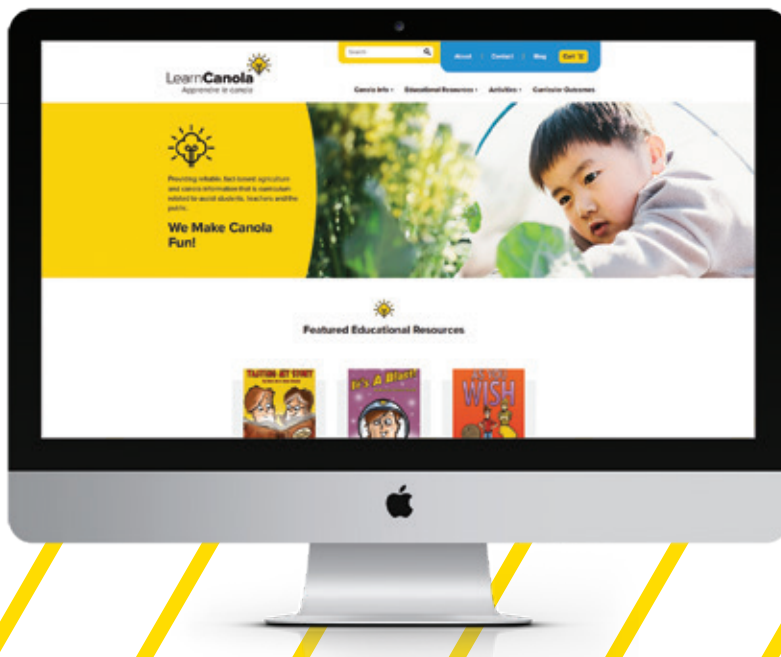 LearnCanola
Apprendre le canola
Search
About
Contact
Blog
Cart
Canola Info
Educational Resources
Activities
Curricular Outcomes
Providing reliable, fact-based agriculture
and canola information that is curriculum
related to assist students, teachers and the
public.
We Make Canola
Fun!
Featured Educational Resources
It's A Blast!
AS YOU
WISH